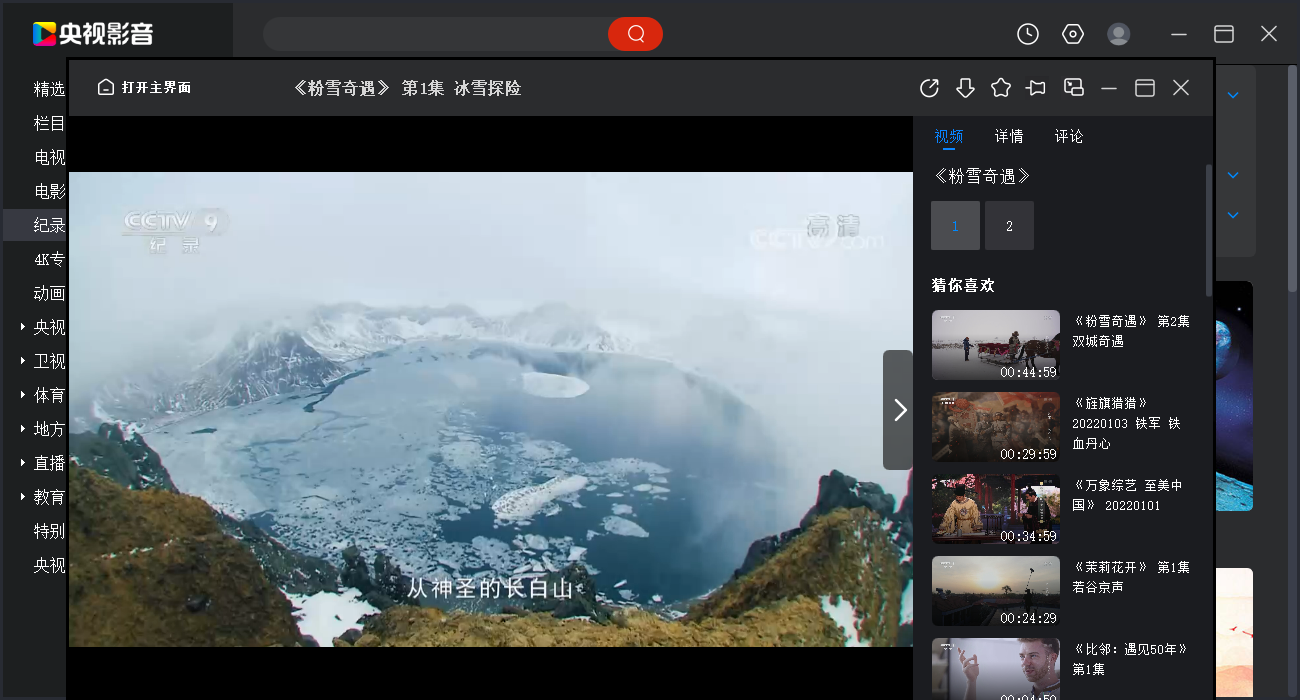 央视影音
精选
栏目
电视
电影
纪录
4K专
动画
央视
卫视
体育
地方
直播
教育
特别
央视
打开主界面
《粉雪奇遇》 第1集 冰雪探险
CCTV 9
纪 录
高清
CCTV.com
从神圣的长白山
视频 详情 评论
《粉雪奇遇》
1 2
猜你喜欢
00:44:59
《粉雪奇遇》 第2集
双城奇遇
00:29:59
《旌旗猎猎》
20220103 铁军 铁
血丹心
00:34:59
《万象综艺 至美中
国》 20220101
00:24:29
《茉莉花开》 第1集
若谷京声
《比邻：遇见50年》
第1集